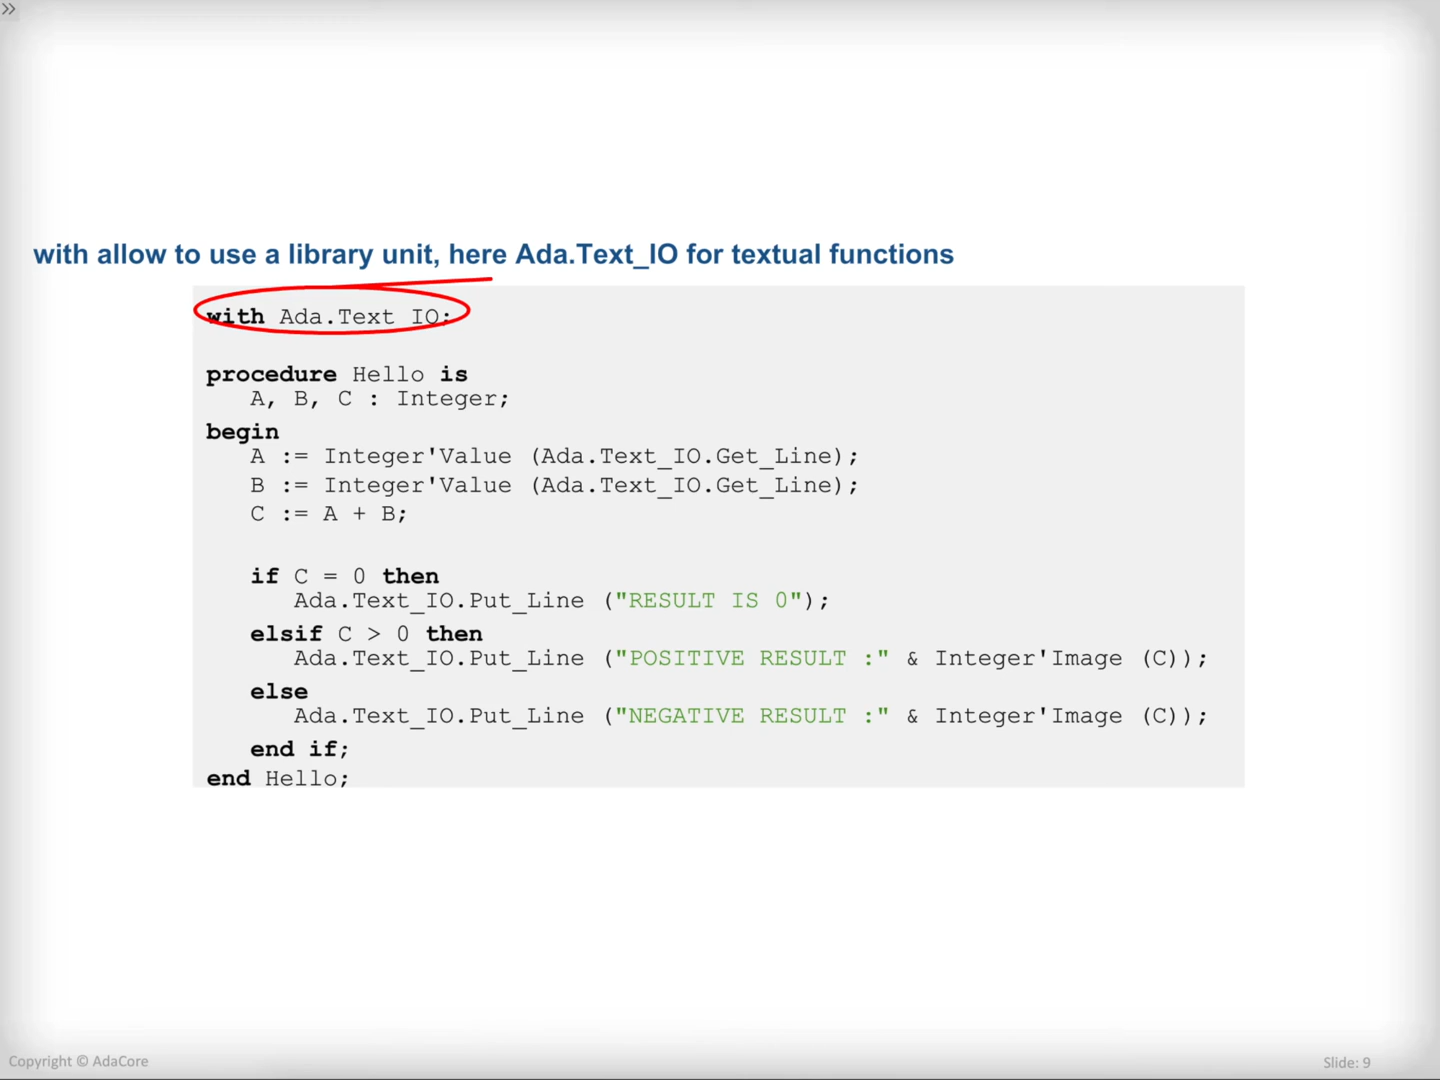 »
with allow to use a library unit, here Ada.Text_IO for textual functions
with Ada.Text IO;
procedure Hello is
A, B, C : Integer;
begin
A := Integer'Value (Ada.Text_IO.Get_Line);
B := Integer'Value (Ada.Text_IO.Get_Line);
C := A + B;
if C = 0 then
Ada.Text_IO.Put_Line ("RESULT IS 0");
elsif C > 0 then
Ada.Text_IO.Put_Line ("POSITIVE RESULT :" & Integer'Image (C));
else
Ada.Text_IO.Put_Line ("NEGATIVE RESULT :" & Integer'Image (C));
end if;
end Hello;
Copyright © AdaCore
Slide: 9